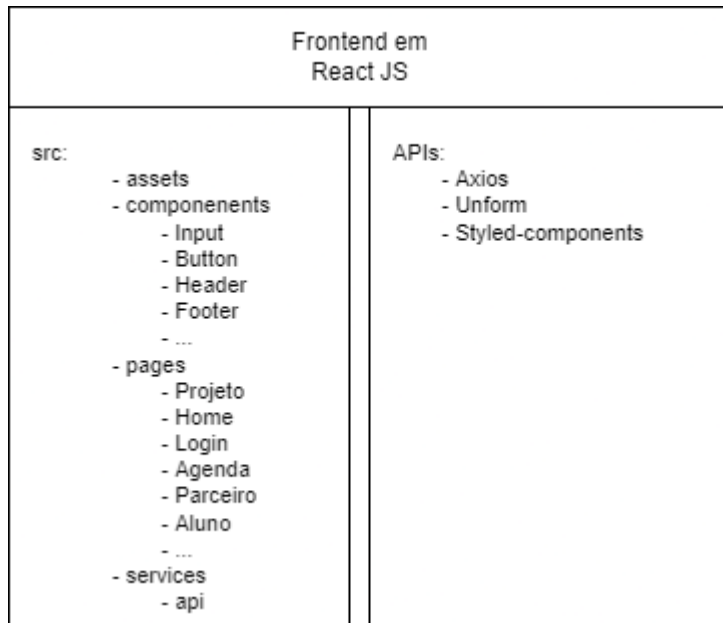 Frontend em
React JS
src:
- assets
- componenents
- Input
- Button
- Header
- Footer
- ...
- pages
- Projeto
- Home
- Login
- Agenda
- Parceiro
- Aluno
- ...
- services
- api
APIs:
- Axios
- Unform
- Styled-components